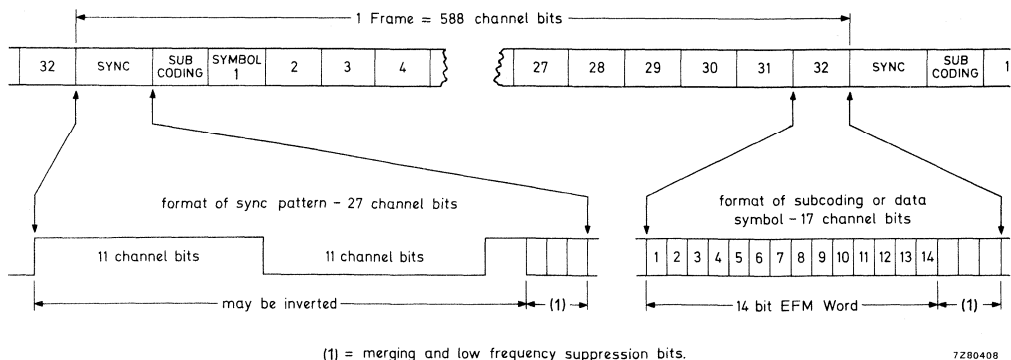 1 Frame = 588 channel bits
32 SYNC SUB CODING SYMBOL 1 2 3 4 27 28 29 30 31 32 SYNC SUB CODING 1
format of sync pattern - 27 channel bits
format of subcoding or data
symbol - 17 channel bits
11 channel bits 11 channel bits
1 2 3 4 5 6 7 8 9 10 11 12 13 14
may be inverted (1)
14 bit EFM Word (1)
(1) = merging and low frequency suppression bits.
7Z80408